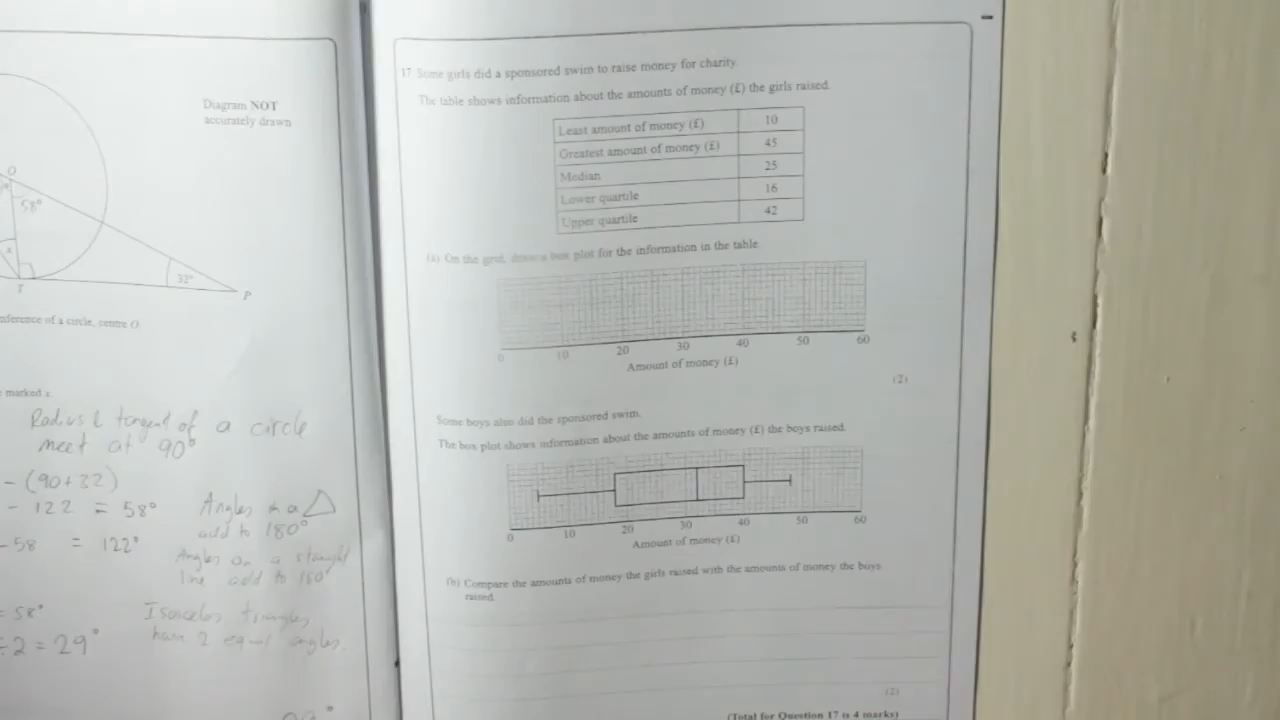 Diagram NOT
accurately drawn
O
58°
x
T
32°
P
circumference of a circle, centre O
marked x.
Radius & tangent of a circle
meet at 90°
- (90+32)
- 122 = 58°
Angles in a △
add to 180°
- 58 = 122°
Angles on a straight
line add to 180°
= 58°
Isosceles triangles
have 2 equal angles.
÷2 = 29°
17 Some girls did a sponsored swim to raise money for charity.
The table shows information about the amounts of money (£) the girls raised.
Least amount of money (£) 10
Greatest amount of money (£) 45
Median 25
Lower quartile 16
Upper quartile 42
(a) On the grid, draw a box plot for the information in the table.
0 10 20 30 40 50 60
Amount of money (£)
(2)
Some boys also did the sponsored swim.
The box plot shows information about the amounts of money (£) the boys raised.
0 10 20 30 40 50 60
Amount of money (£)
(b) Compare the amounts of money the girls raised with the amounts of money the boys
raised.
(2)
(Total for Question 17 is 4 marks)